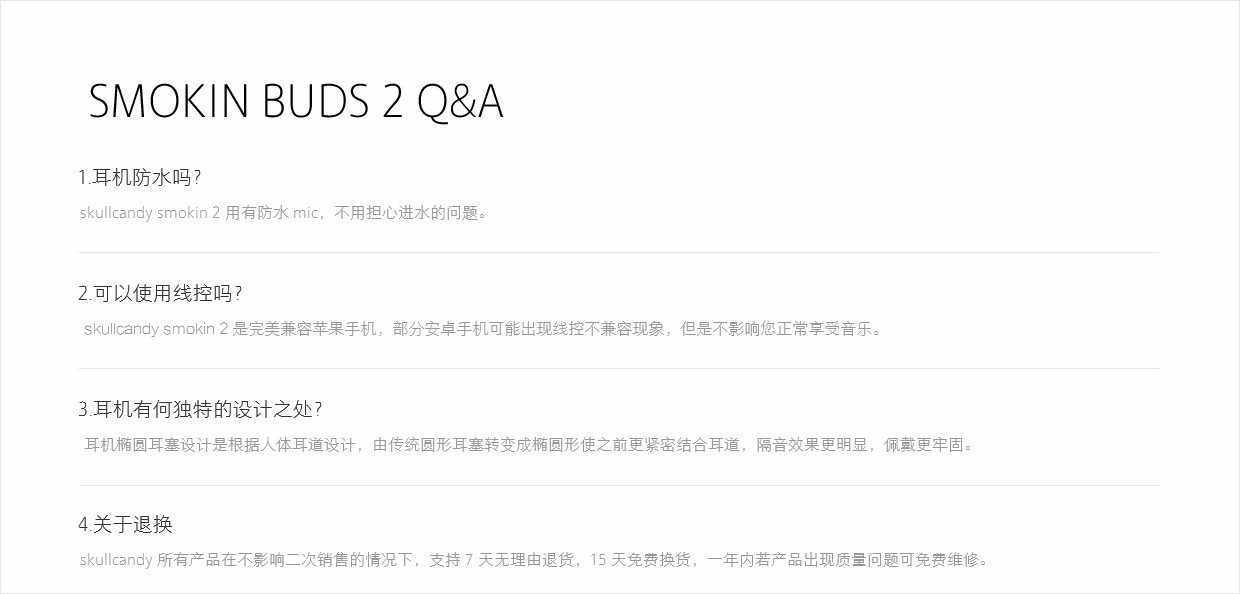 SMOKIN BUDS 2 Q&A
1.耳机防水吗？
skullcandy smokin 2 用有防水 mic，不用担心进水的问题。
2.可以使用线控吗？
skullcandy smokin 2 是完美兼容苹果手机，部分安卓手机可能出现线控不兼容现象，但是不影响您正常享受音乐。
3.耳机有何独特的设计之处？
耳机椭圆耳塞设计是根据人体耳道设计，由传统圆形耳塞转变成椭圆形使之前更紧密结合耳道，隔音效果更明显，佩戴更牢固。
4.关于退换
skullcandy 所有产品在不影响二次销售的情况下，支持 7 天无理由退货，15 天免费换货，一年内若产品出现质量问题可免费维修。